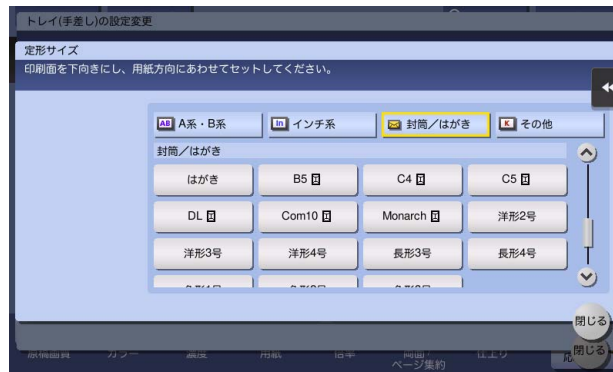 トレイ(手差し)の設定変更
定形サイズ
印刷面を下向きにし、用紙方向にあわせてセットしてください。
AB A系・B系
In インチ系
封筒／はがき
K その他
封筒／はがき
はがき
B5
C4
C5
DL
Com10
Monarch
洋形2号
洋形3号
洋形4号
長形3号
長形4号
閉じる
原稿画質
カラー
濃度
用紙
倍率
両面・
ページ集約
仕上り
閉じる